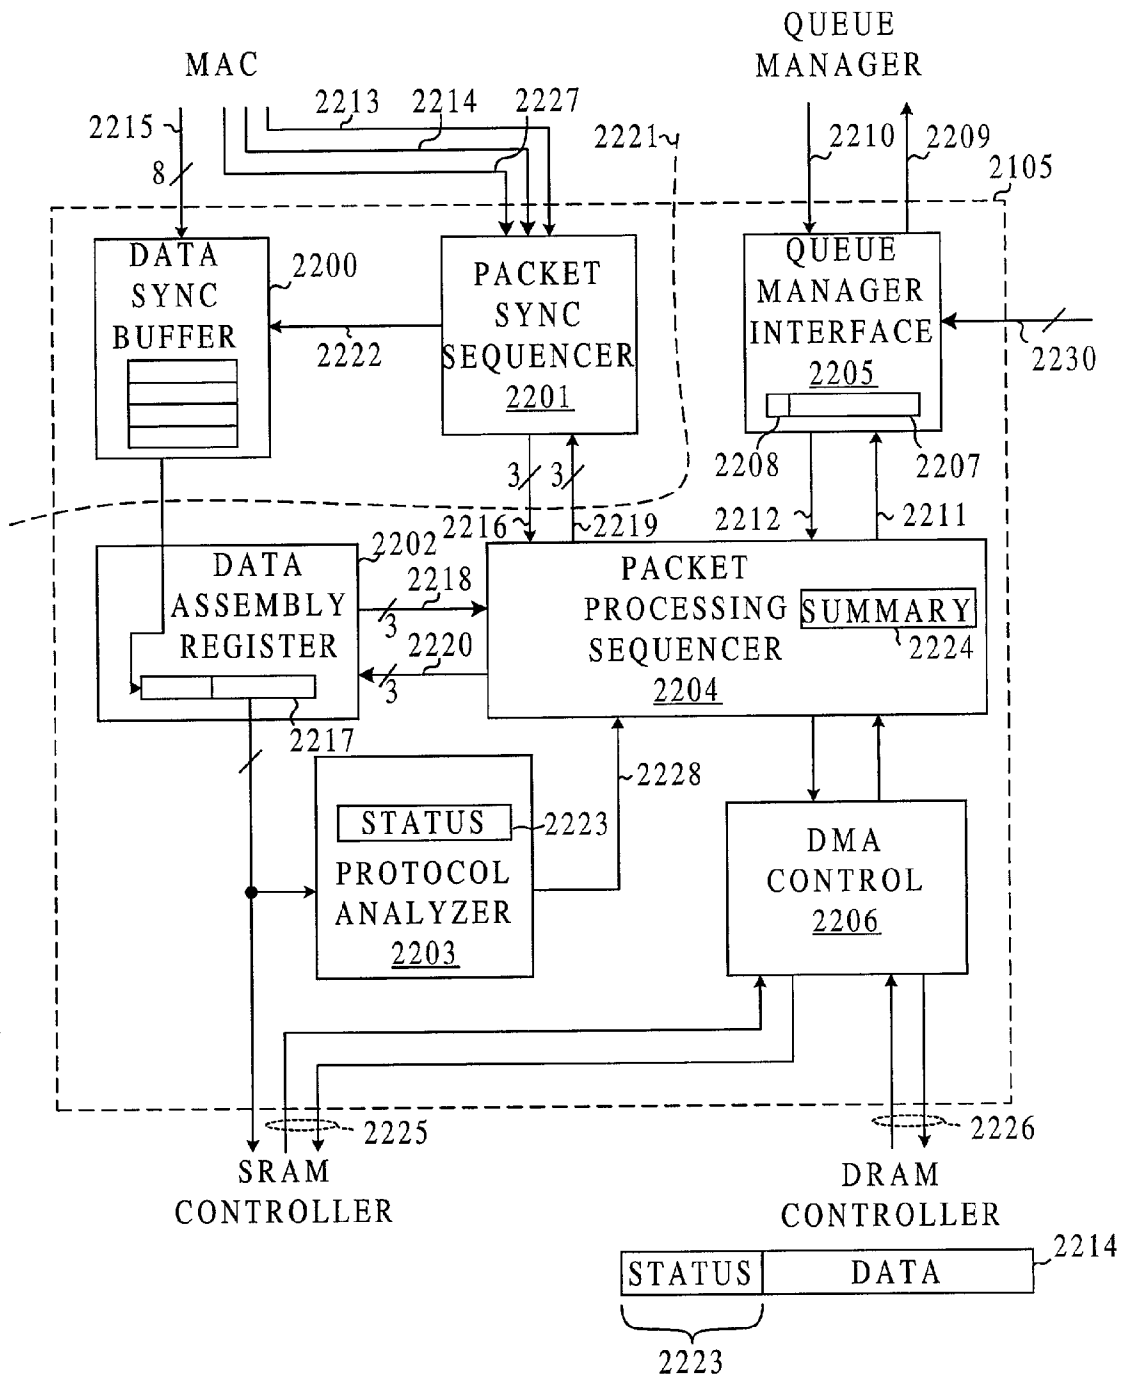 QUEUE
MANAGER
MAC
2213
2214
2227
2215
2221
2210
2209
2105
8
DATA
SYNC
BUFFER
2200
PACKET
SYNC
SEQUENCER
2201
QUEUE
MANAGER
INTERFACE
2205
2222
2230
2208
2207
3
3
2216
2219
2212
2211
2202
DATA
ASSEMBLY
REGISTER
2218
3
2220
3
PACKET
PROCESSING
SEQUENCER
2204
SUMMARY
2224
2217
2228
STATUS
2223
PROTOCOL
ANALYZER
2203
DMA
CONTROL
2206
2225
2226
SRAM
CONTROLLER
DRAM
CONTROLLER
2214
STATUS
DATA
2223